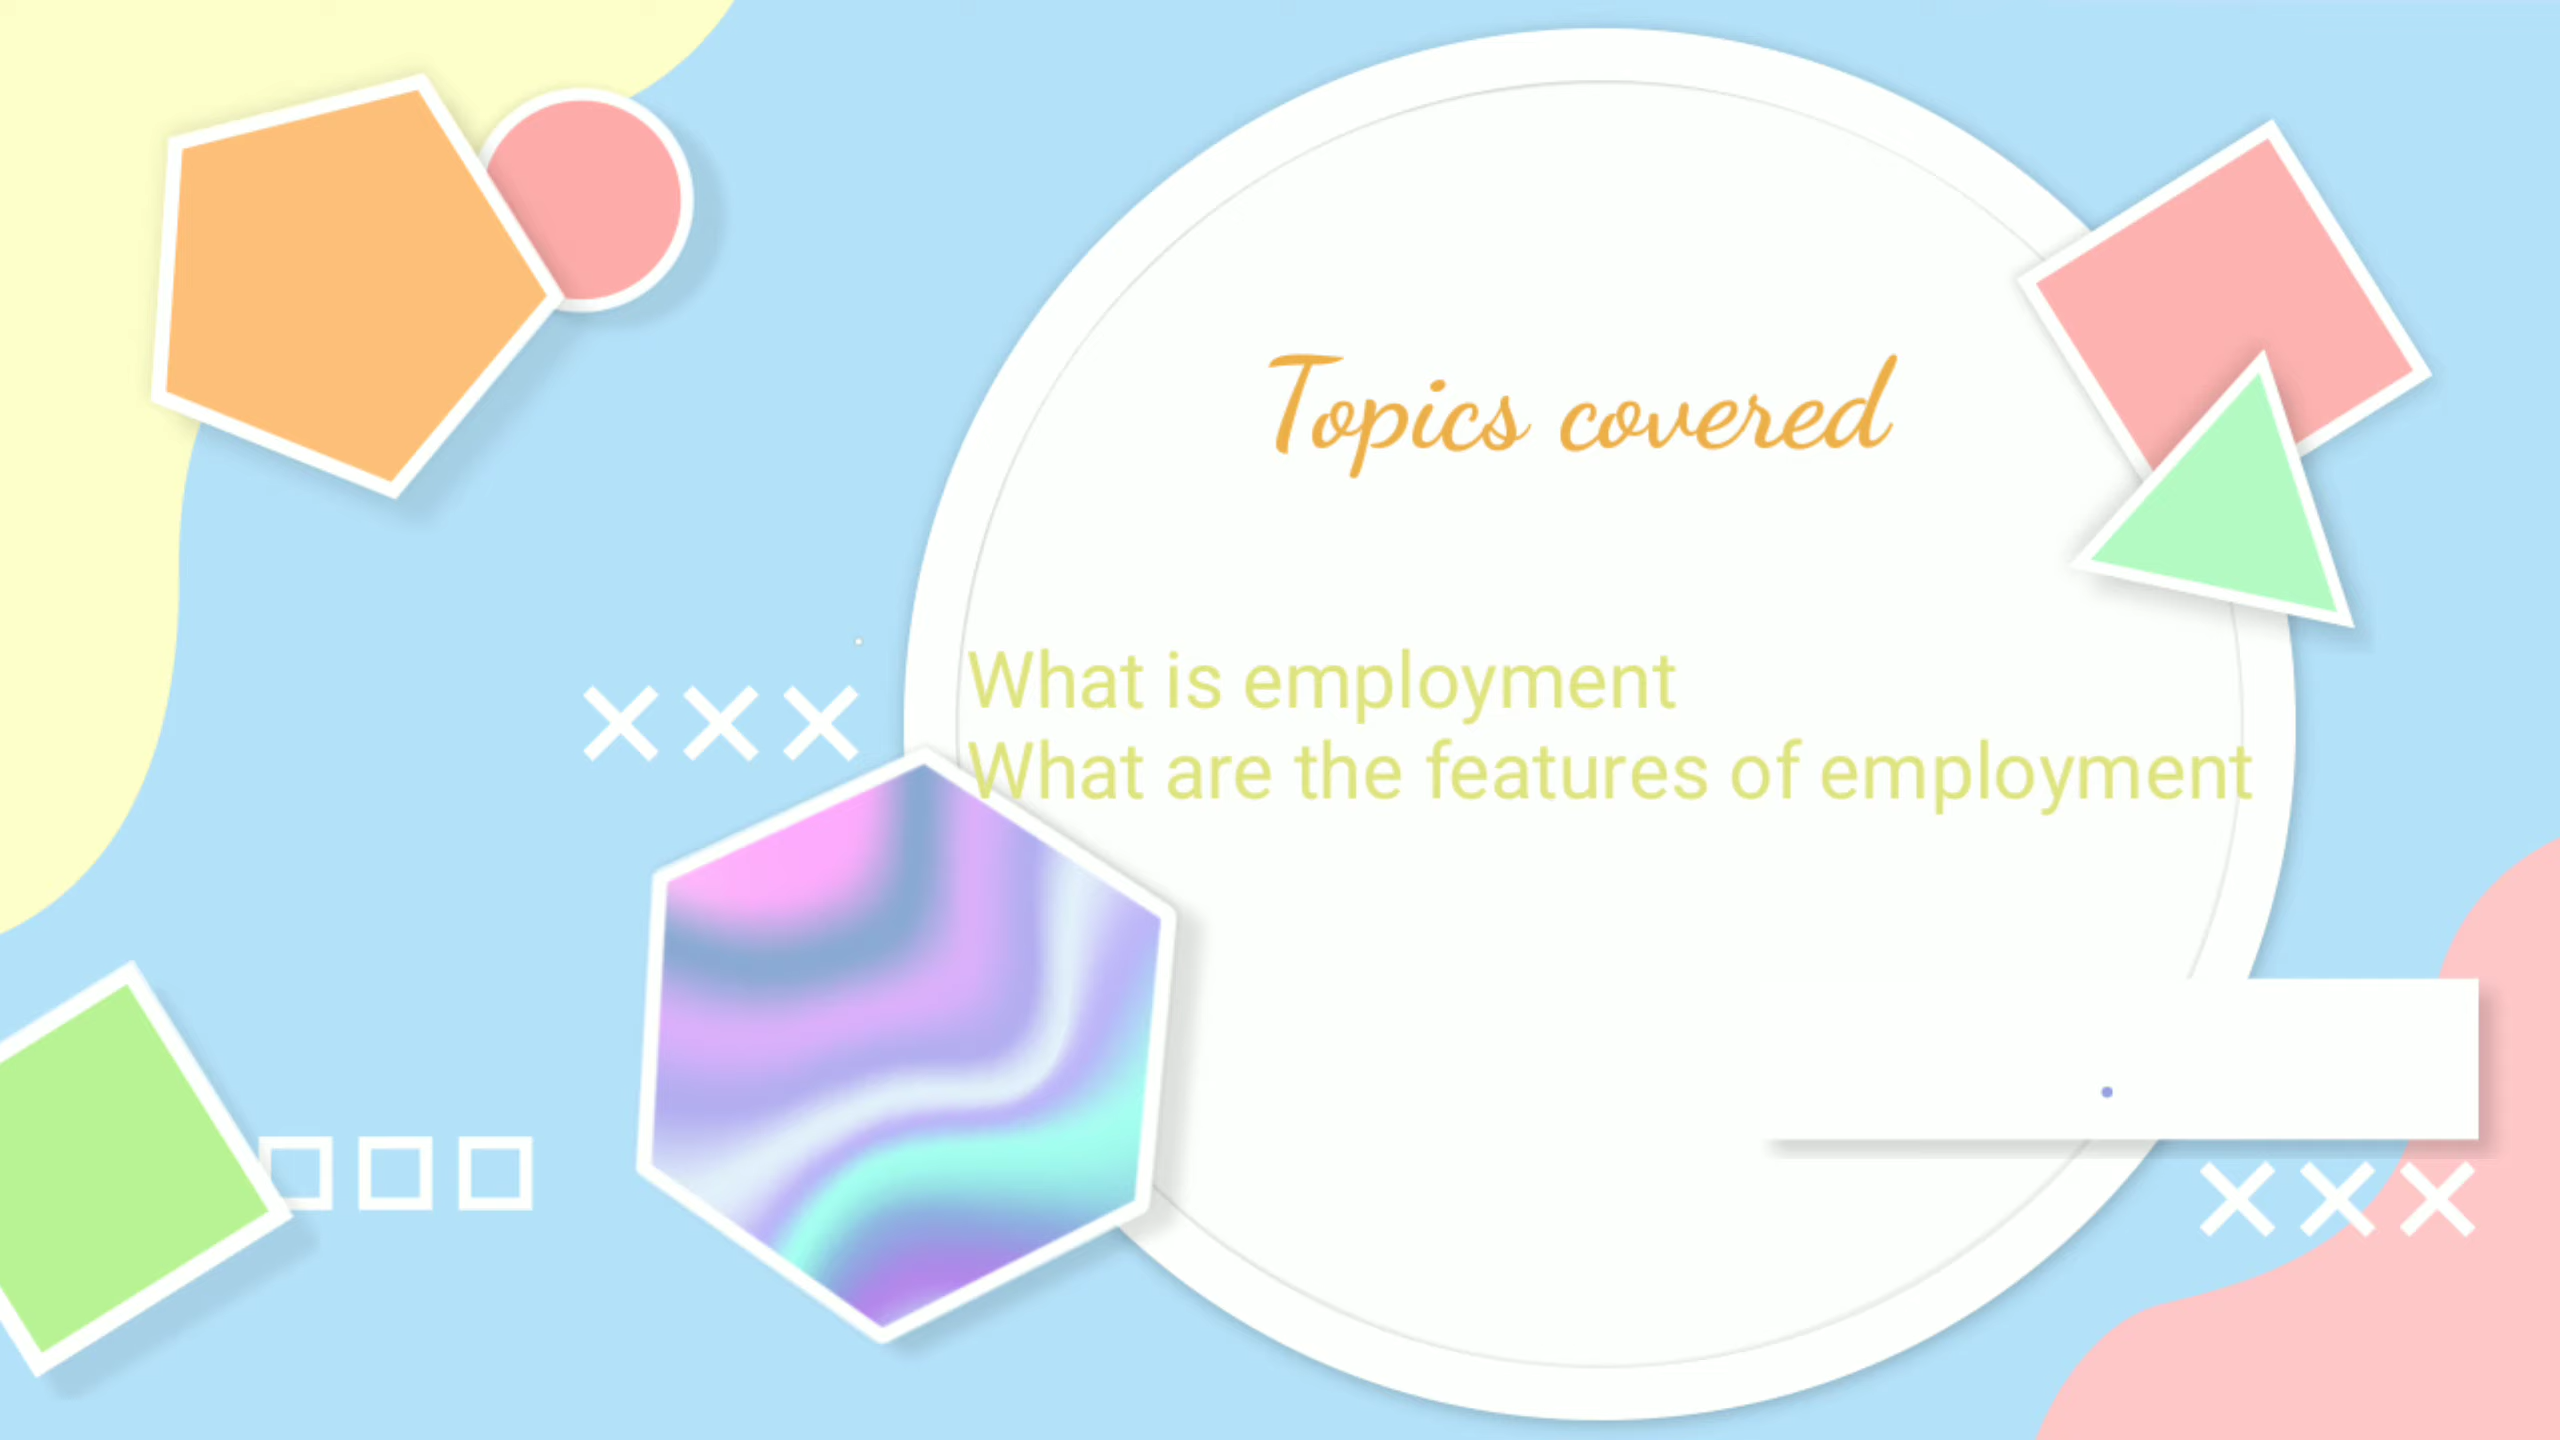 Topics covered
What is employment
What are the features of employment